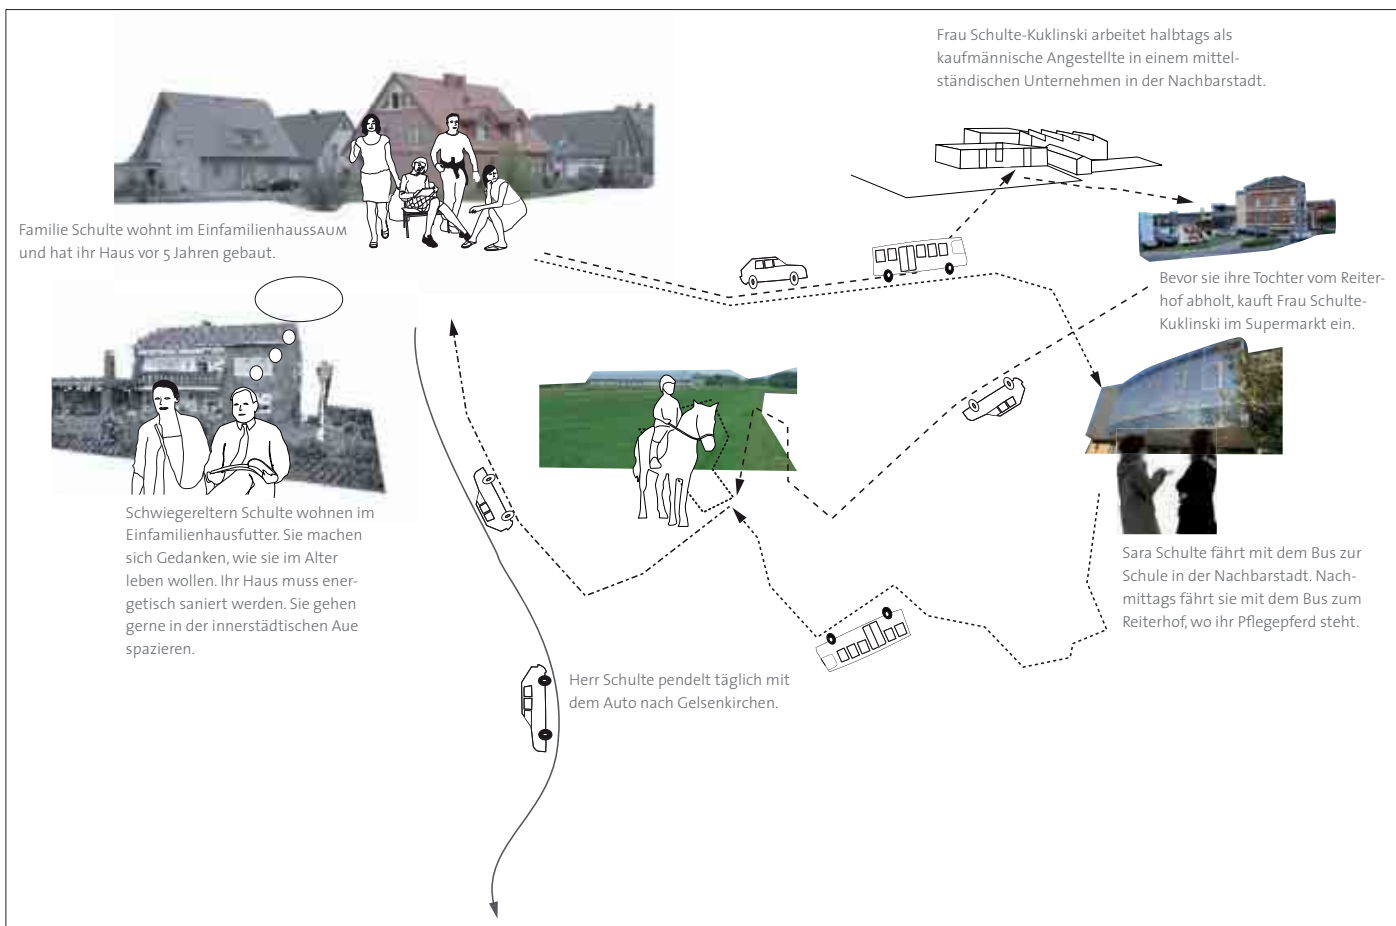 Frau Schulte-Kuklinski arbeitet halbtags als
kaufmännische Angestellte in einem mittel-
ständischen Unternehmen in der Nachbarstadt.
Familie Schulte wohnt im EinfamilienhausSAUM
und hat ihr Haus vor 5 Jahren gebaut.
Bevor sie ihre Tochter vom Reiter-
hof abholt, kauft Frau Schulte-
Kuklinski im Supermarkt ein.
Schwiegereltern Schulte wohnen im
Einfamilienhausfutter. Sie machen
sich Gedanken, wie sie im Alter
leben wollen. Ihr Haus muss ener-
getisch saniert werden. Sie gehen
gerne in der innerstädtischen Aue
spazieren.
Sara Schulte fährt mit dem Bus zur
Schule in der Nachbarstadt. Nach-
mittags fährt sie mit dem Bus zum
Reiterhof, wo ihr Pflegepferd steht.
Herr Schulte pendelt täglich mit
dem Auto nach Gelsenkirchen.